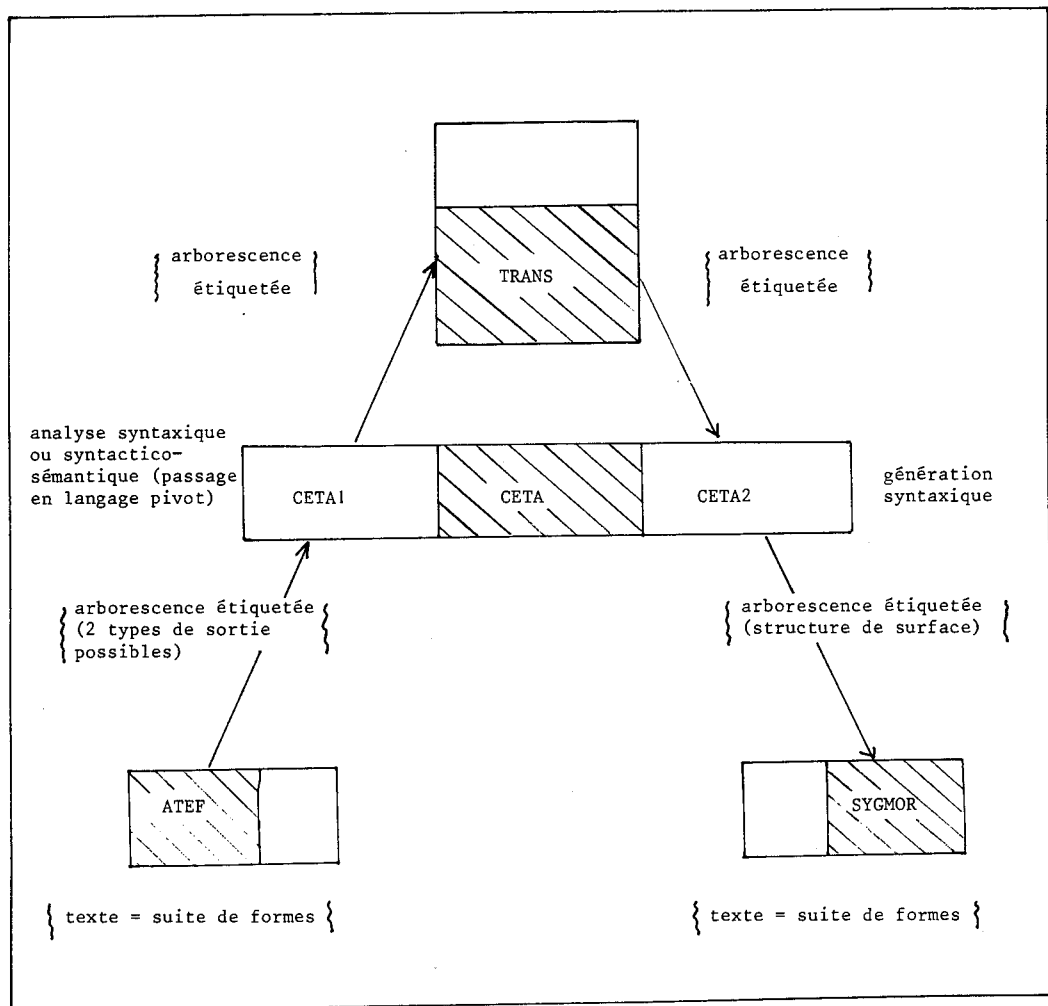 arborescence
étiquetée
TRANS
arborescence
étiquetée
analyse syntaxique
ou syntactico-
sémantique (passage
en langage pivot)
CETA1
CETA
CETA2
génération
syntaxique
arborescence étiquetée
(2 types de sortie
possibles)
arborescence étiquetée
(structure de surface)
ATEF
SYGMOR
texte = suite de formes
texte = suite de formes